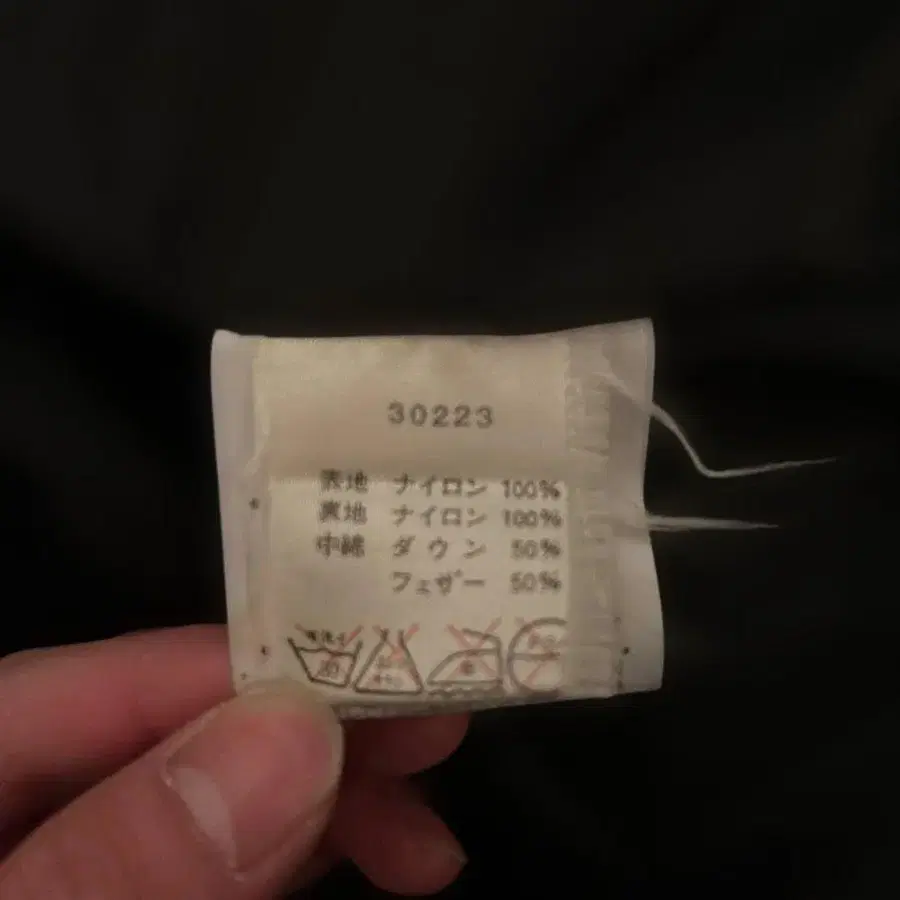 30223
表地 ナイロン 100%
裏地 ナイロン 100%
中綿 ダウン 50%
フェザー 50%